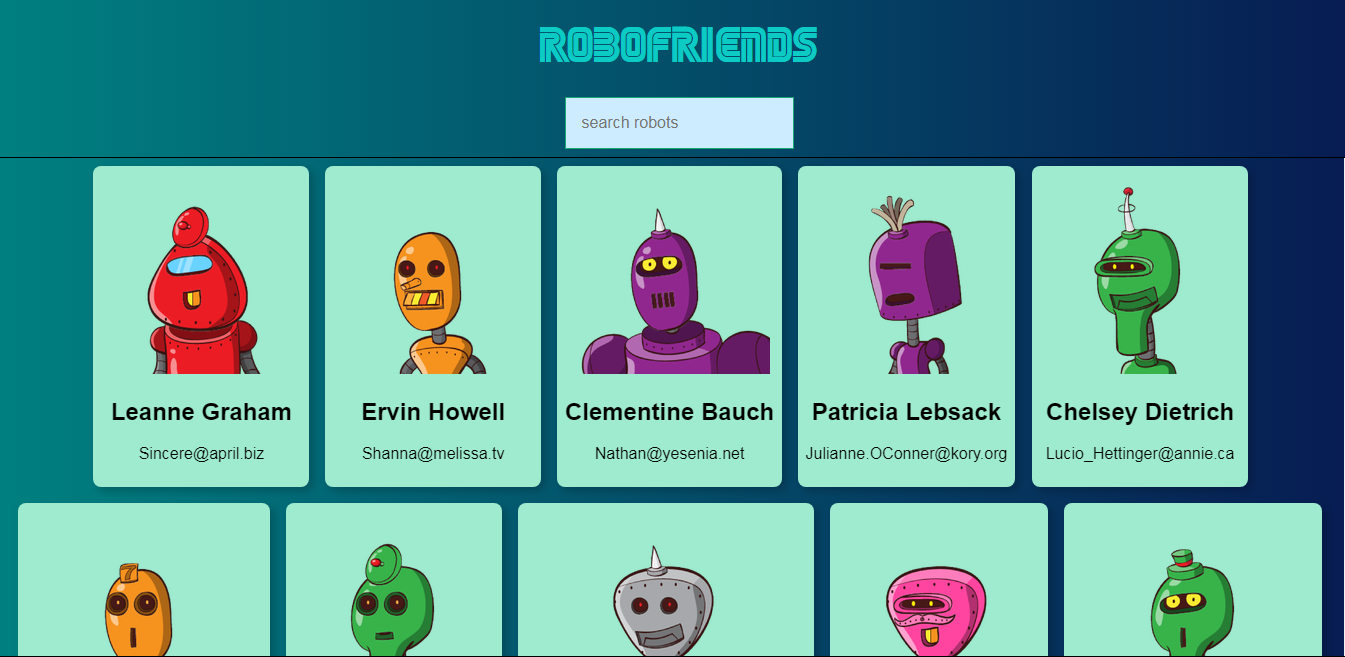 ROBOFRIENDS
search robots
Leanne Graham
Ervin Howell
Clementine Bauch
Patricia Lebsack
Chelsey Dietrich
Sincere@april.biz
Shanna@melissa.tv
Nathan@yesenia.net
Julianne.OConner@kory.org
Lucio_Hettinger@annie.ca
7